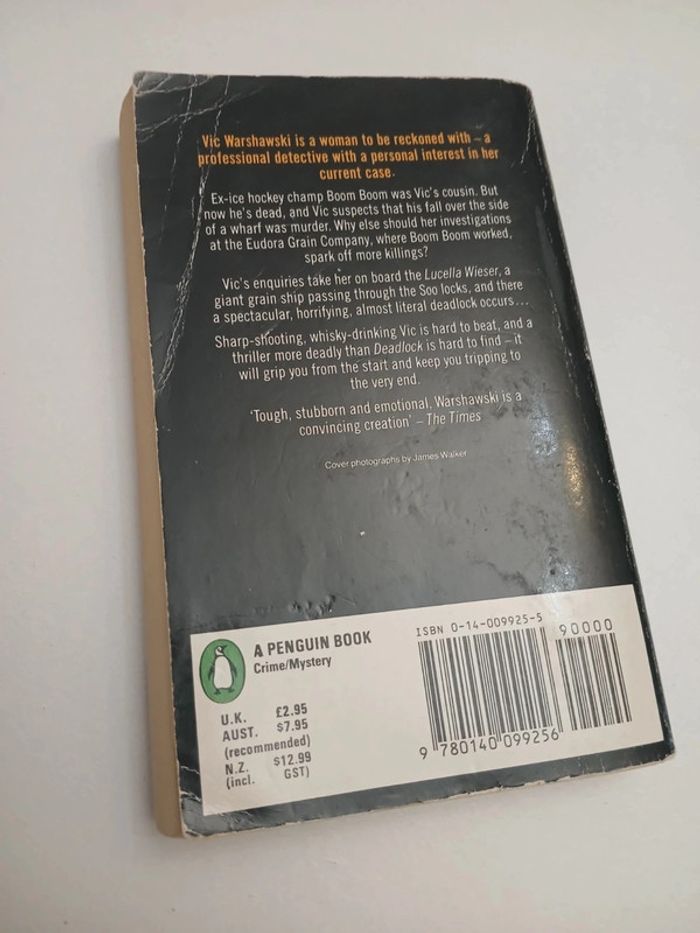 Vic Warshawski is a woman to be reckoned with – a
professional detective with a personal interest in her
current case.
Ex-ice hockey champ Boom Boom was Vic's cousin. But
now he's dead, and Vic suspects that his fall over the side
of a wharf was murder. Why else should her investigations
at the Eudora Grain Company, where Boom Boom worked,
spark off more killings?
Vic's enquiries take her on board the Lucella Wieser, a
giant grain ship passing through the Soo locks, and there
a spectacular, horrifying, almost literal deadlock occurs...
Sharp-shooting, whisky-drinking Vic is hard to beat, and a
thriller more deadly than Deadlock is hard to find – it
will grip you from the start and keep you tripping to
the very end.
'Tough, stubborn and emotional, Warshawski is a
convincing creation' – The Times
Cover photographs by James Walker
A PENGUIN BOOK
Crime/Mystery
U.K. £2.95
AUST. $7.95
(recommended)
N.Z. $12.99
(incl. GST)
ISBN 0-14-009925-5
90000
9 780140 099256